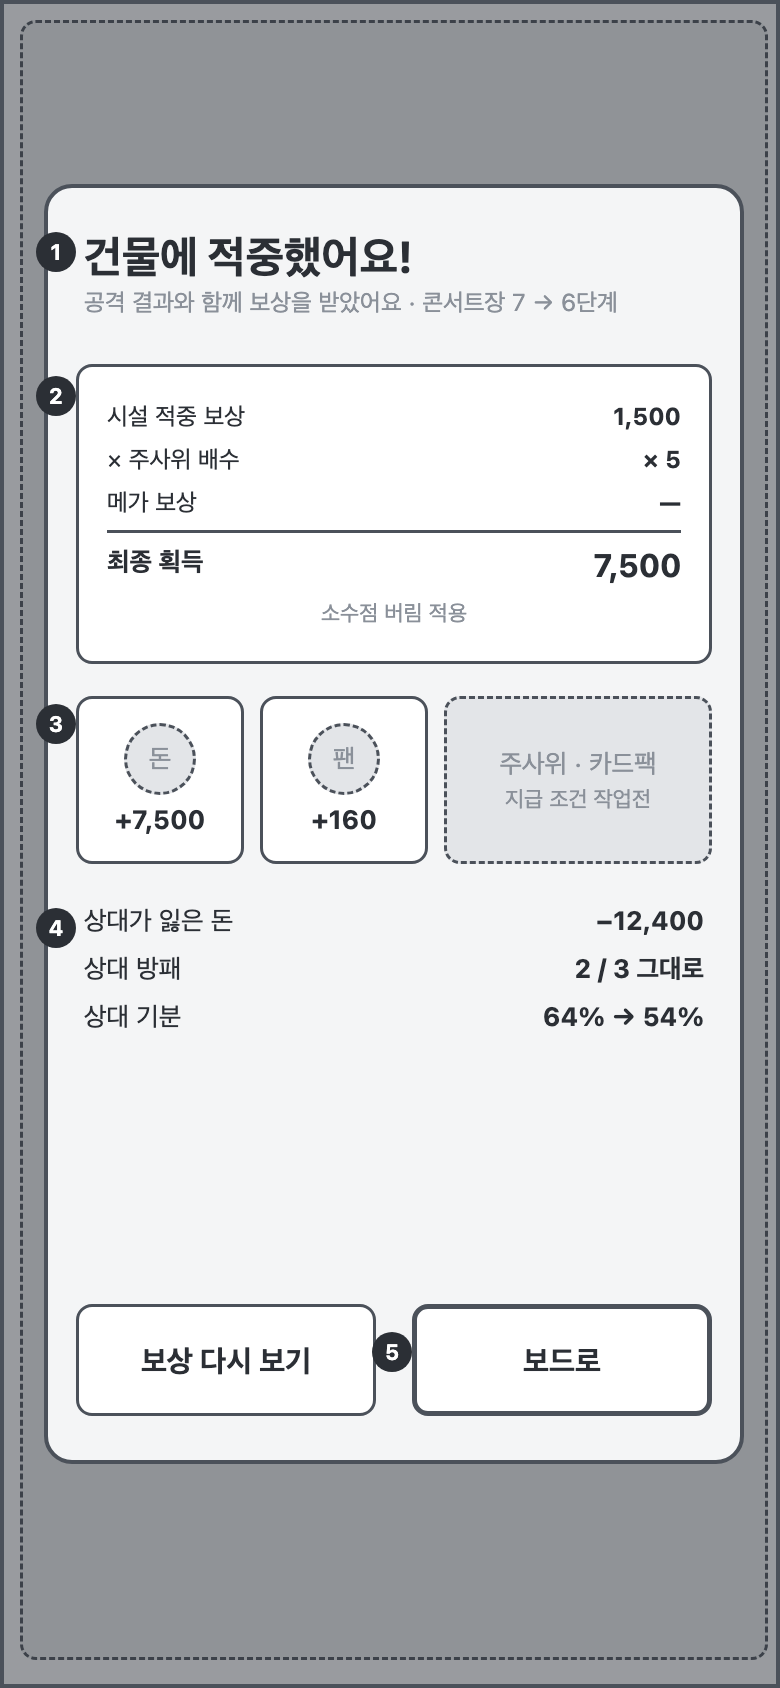 1 건물에 적중했어요!
공격 결과와 함께 보상을 받았어요 · 콘서트장 7 → 6단계
2
시설 적중 보상 1,500
× 주사위 배수 × 5
메가 보상 —
최종 획득 7,500
소수점 버림 적용
3
돈
+7,500
팬
+160
주사위 · 카드팩
지급 조건 작업전
4 상대가 잃은 돈 −12,400
상대 방패 2 / 3 그대로
상대 기분 64% → 54%
보상 다시 보기
5
보드로